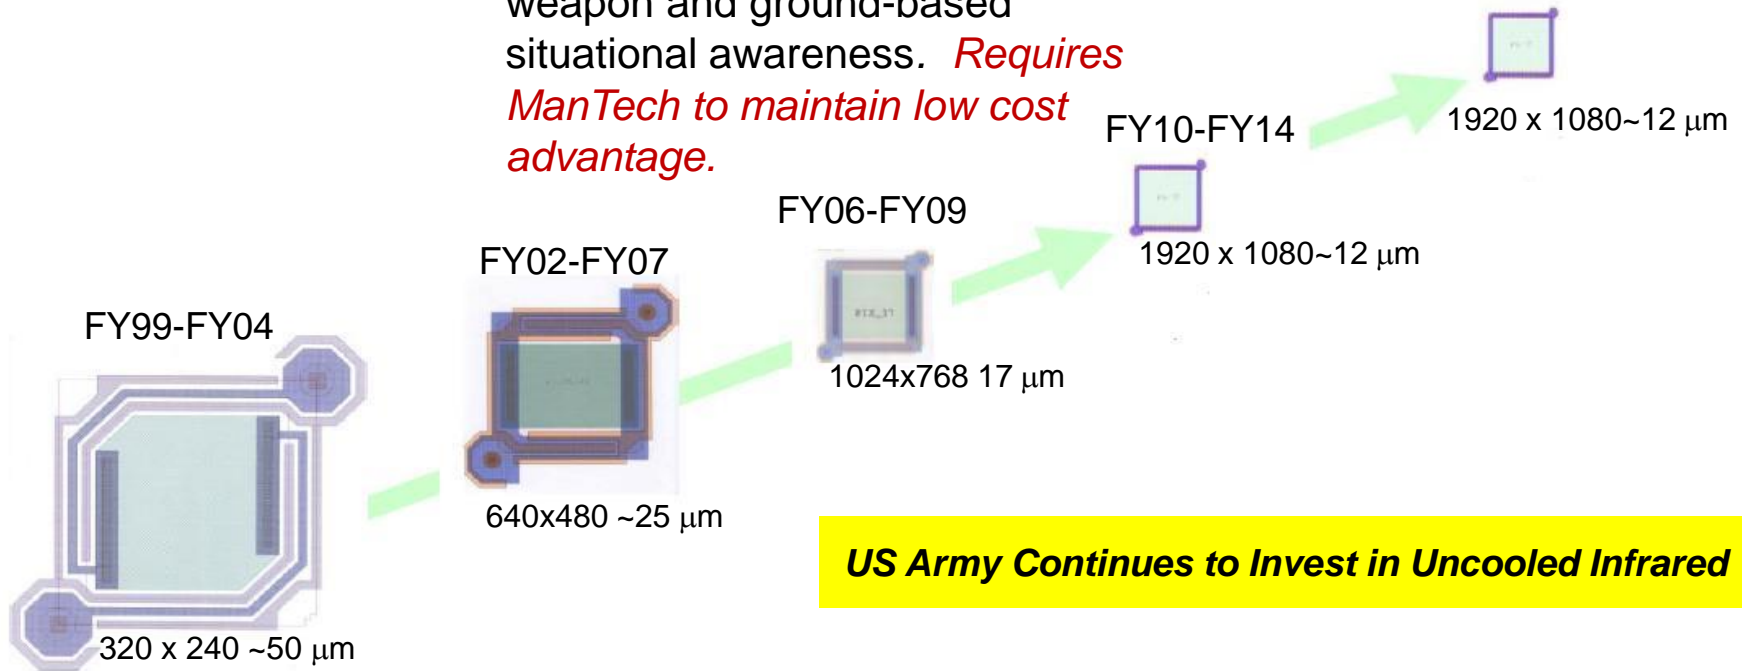 weapon and ground-based
situational awareness. Requires
ManTech to maintain low cost
advantage.
1920 x 1080~12 μm
FY10-FY14
1920 x 1080~12 μm
FY06-FY09
1024x768 17 μm
FY02-FY07
640x480 ~25 μm
FY99-FY04
320 x 240 ~50 μm
US Army Continues to Invest in Uncooled Infrared